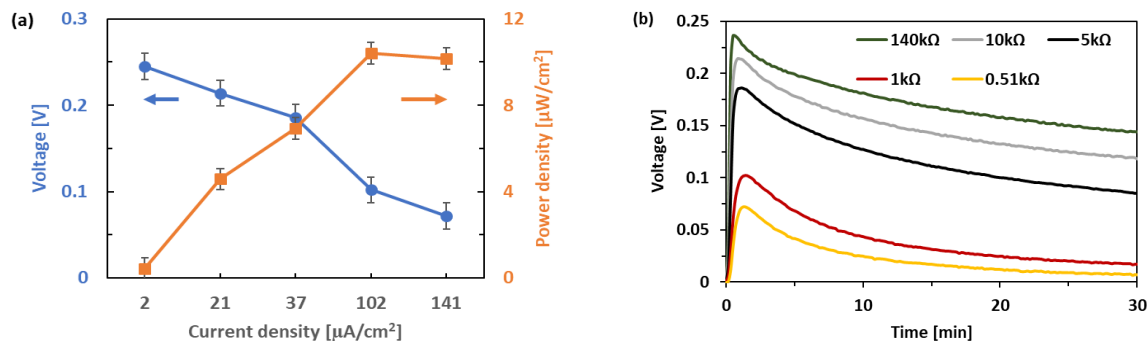 (a)
0.3
0.2
0.1
0
Voltage [V]
12
8
4
0
Power density [µW/cm²]
2 21 37 102 141
Current density [µA/cm²]
(b)
0.25
0.2
0.15
0.1
0.05
0
Voltage [V]
140kΩ 10kΩ 5kΩ
1kΩ 0.51kΩ
0 10 20 30
Time [min]